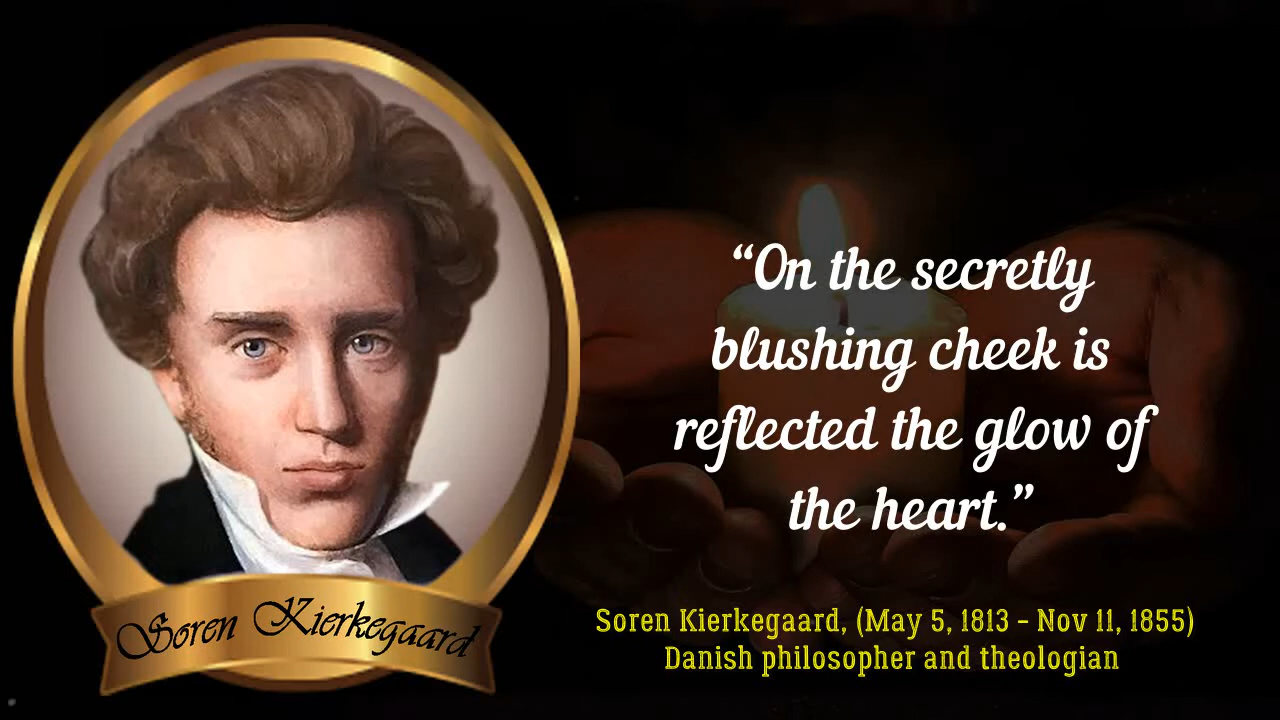 Soren Kierkegaard
“On the secretly
blushing cheek is
reflected the glow of
the heart.”
Soren Kierkegaard, (May 5, 1813 - Nov 11, 1855)
Danish philosopher and theologian